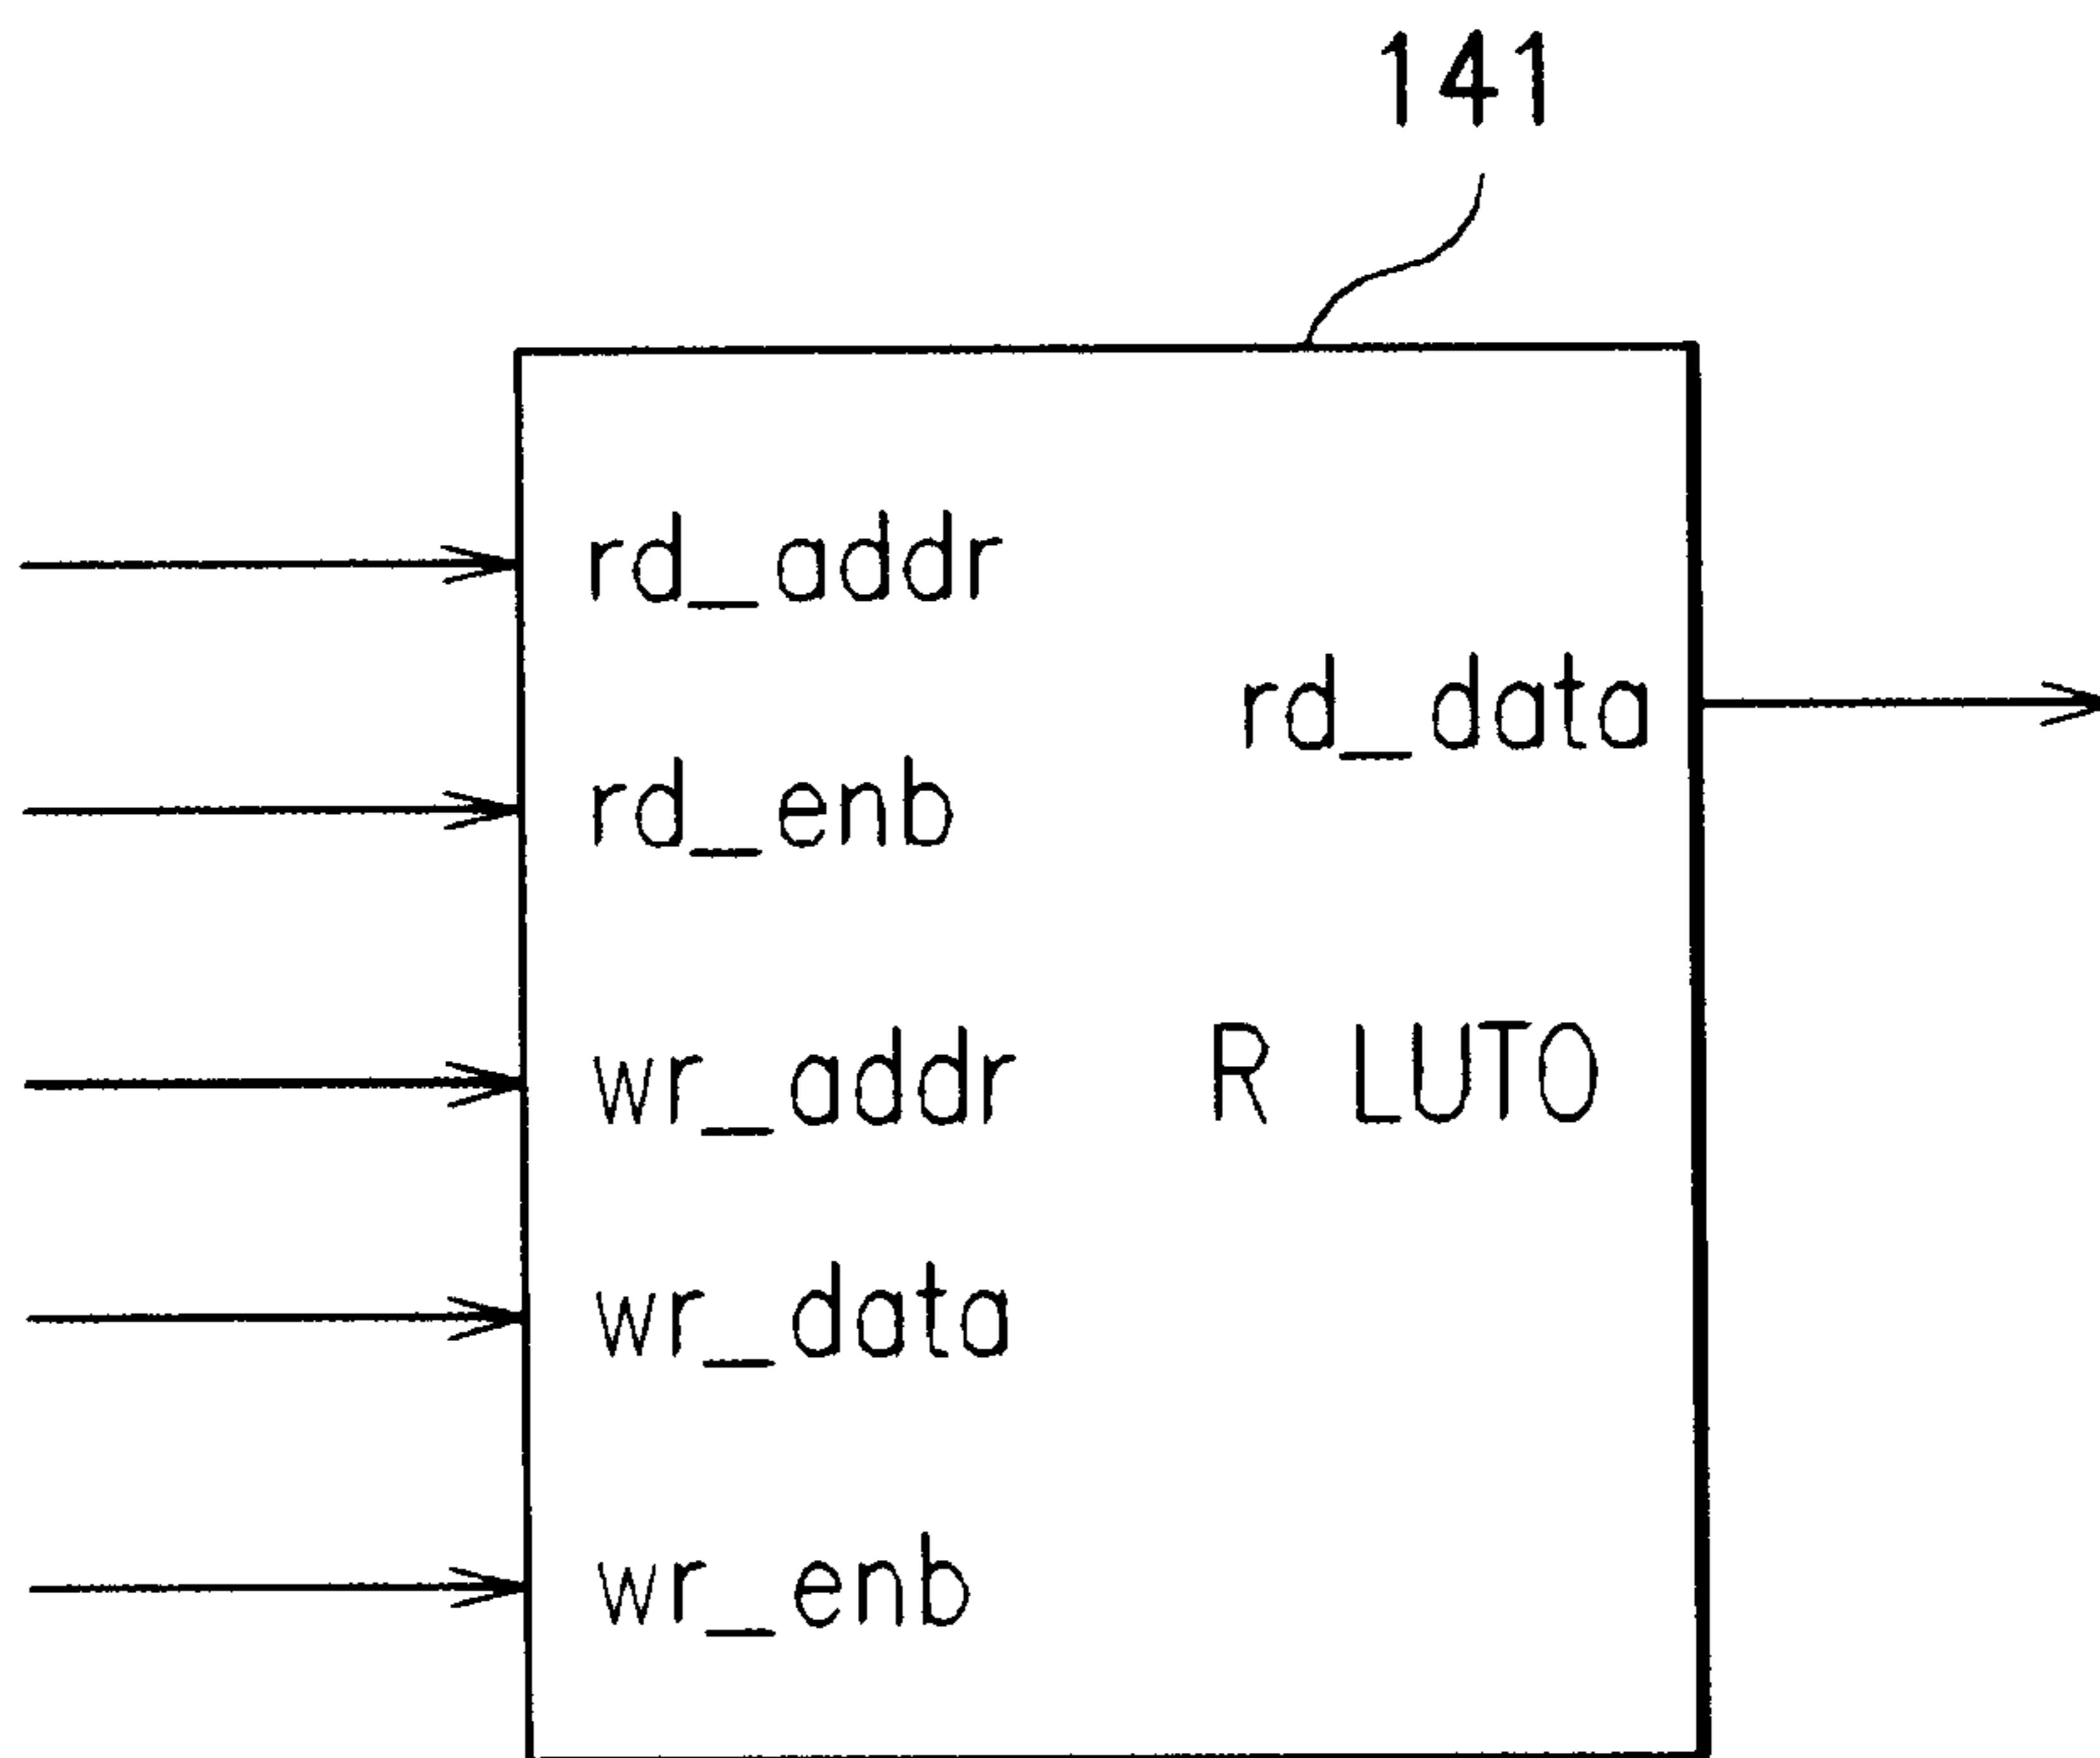 141
rd_addr
rd_data
rd_enb
wr_addr R LUT0
wr_data
wr_enb